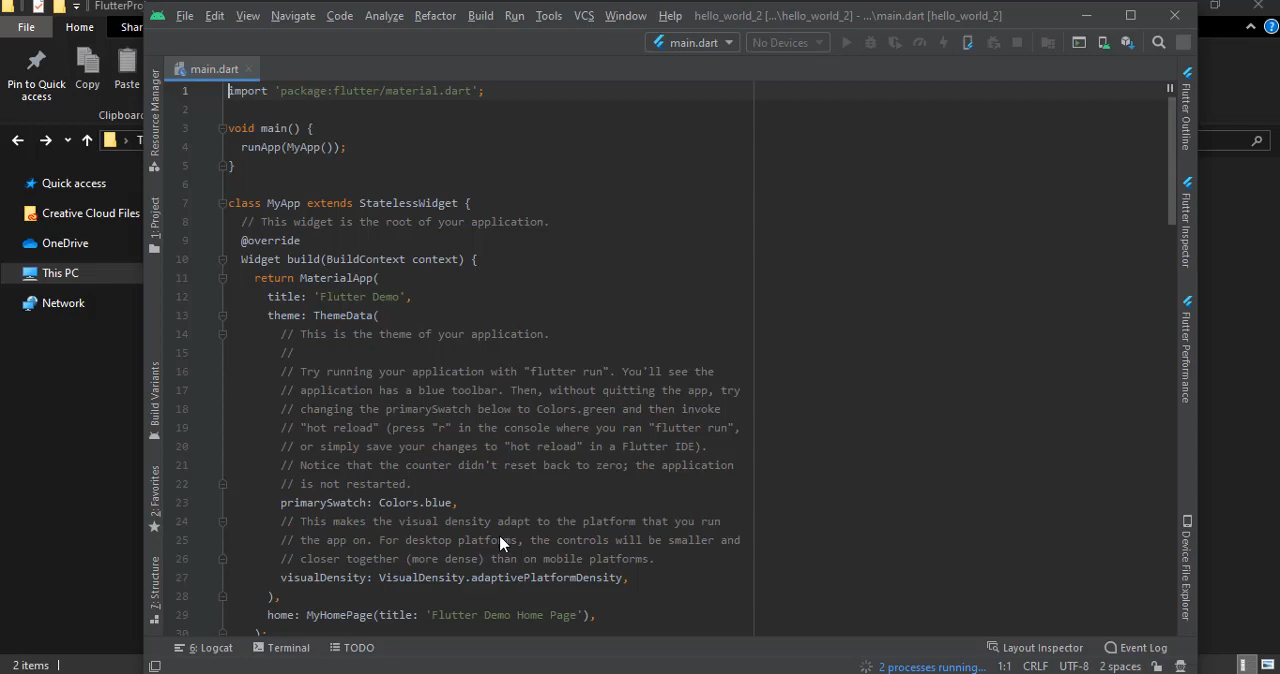 FlutterProj
File
Home
Shar
Pin to Quick
access
Copy
Paste
Clipboard
Quick access
Creative Cloud Files
OneDrive
This PC
Network
2 items
File Edit View Navigate Code Analyze Refactor Build Run Tools VCS Window Help hello_world_2 [...\hello_world_2] - ...\main.dart [hello_world_2]
main.dart No Devices
main.dart
Resource Manager
1: Project
Build Variants
2: Favorites
7: Structure
1 import 'package:flutter/material.dart';
2
3 void main() {
4 runApp(MyApp());
5 }
6
7 class MyApp extends StatelessWidget {
8 // This widget is the root of your application.
9 @override
10 Widget build(BuildContext context) {
11 return MaterialApp(
12 title: 'Flutter Demo',
13 theme: ThemeData(
14 // This is the theme of your application.
15 //
16 // Try running your application with "flutter run". You'll see the
17 // application has a blue toolbar. Then, without quitting the app, try
18 // changing the primarySwatch below to Colors.green and then invoke
19 // "hot reload" (press "r" in the console where you ran "flutter run",
20 // or simply save your changes to "hot reload" in a Flutter IDE).
21 // Notice that the counter didn't reset back to zero; the application
22 // is not restarted.
23 primarySwatch: Colors.blue,
24 // This makes the visual density adapt to the platform that you run
25 // the app on. For desktop platforms, the controls will be smaller and
26 // closer together (more dense) than on mobile platforms.
27 visualDensity: VisualDensity.adaptivePlatformDensity,
28 ),
29 home: MyHomePage(title: 'Flutter Demo Home Page'),
30 );
Flutter Outline
Flutter Inspector
Flutter Performance
Device File Explorer
6: Logcat Terminal TODO Layout Inspector Event Log
2 processes running... 1:1 CRLF UTF-8 2 spaces